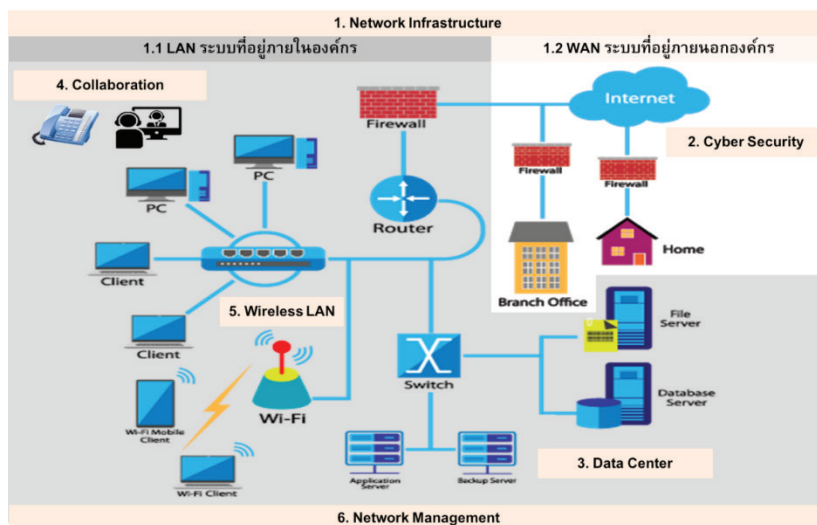 1. Network Infrastructure
1.1 LAN ระบบที่อยู่ภายในองค์กร
1.2 WAN ระบบที่อยู่ภายนอกองค์กร
4. Collaboration
Internet
Firewall
2. Cyber Security
PC
Firewall
Firewall
PC
Router
Home
Client
Branch Office
5. Wireless LAN
File
Server
Client
Switch
Wi-Fi
Database
Server
Wi-Fi Mobile
Client
3. Data Center
Wi-Fi Client
Application
Server
Backup Server
6. Network Management